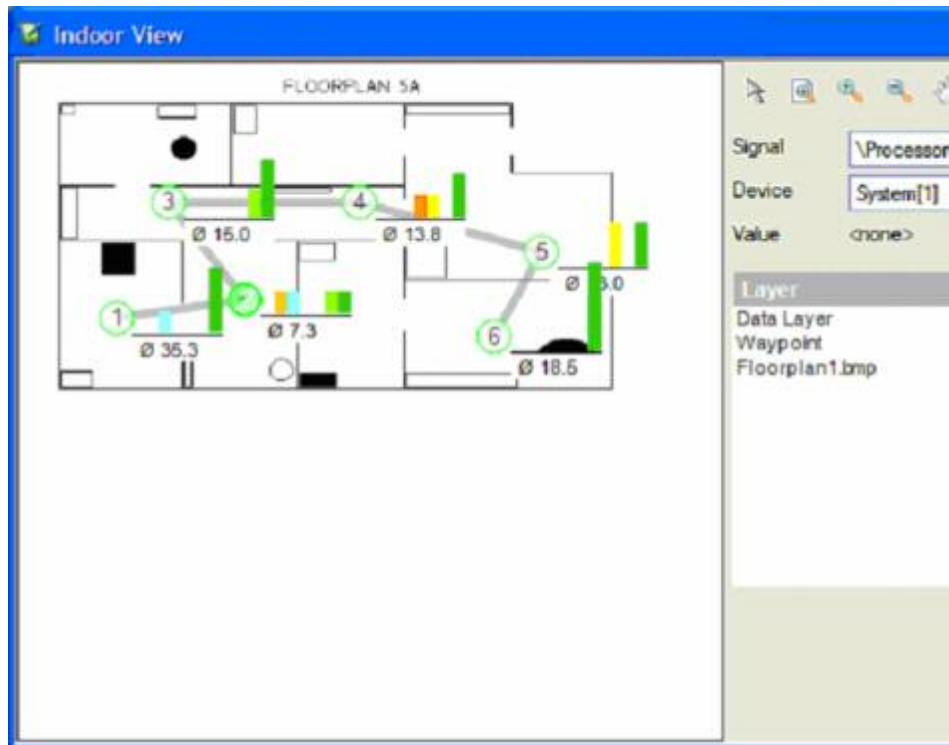 Indoor View
FLOORPLAN 5A
3
4
Ø 15.0
Ø 13.8
5
1
2
Ø 35.3
Ø 7.3
6
Ø 18.5
Signal
\Processor
Device
System[1]
Value
<none>
Layer
Data Layer
Waypoint
Floorplan1.bmp